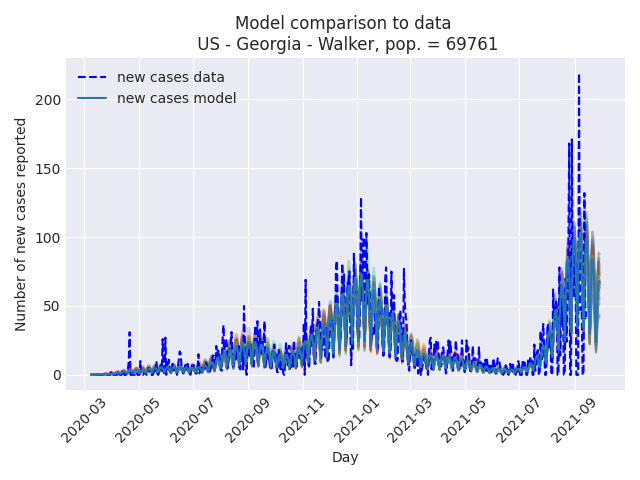 Model comparison to data
US - Georgia - Walker, pop. = 69761
new cases data
new cases model
Number of new cases reported
200
150
100
50
0
2020-03
2020-05
2020-07
2020-09
2020-11
2021-01
2021-03
2021-05
2021-07
2021-09
Day